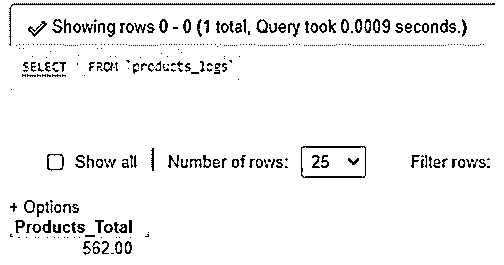 Showing rows 0 - 0 (1 total, Query took 0.0009 seconds.)
SELECT FROM `products_logs`
Show all Number of rows: 25 Filter rows:
+ Options
Products_Total
562.00